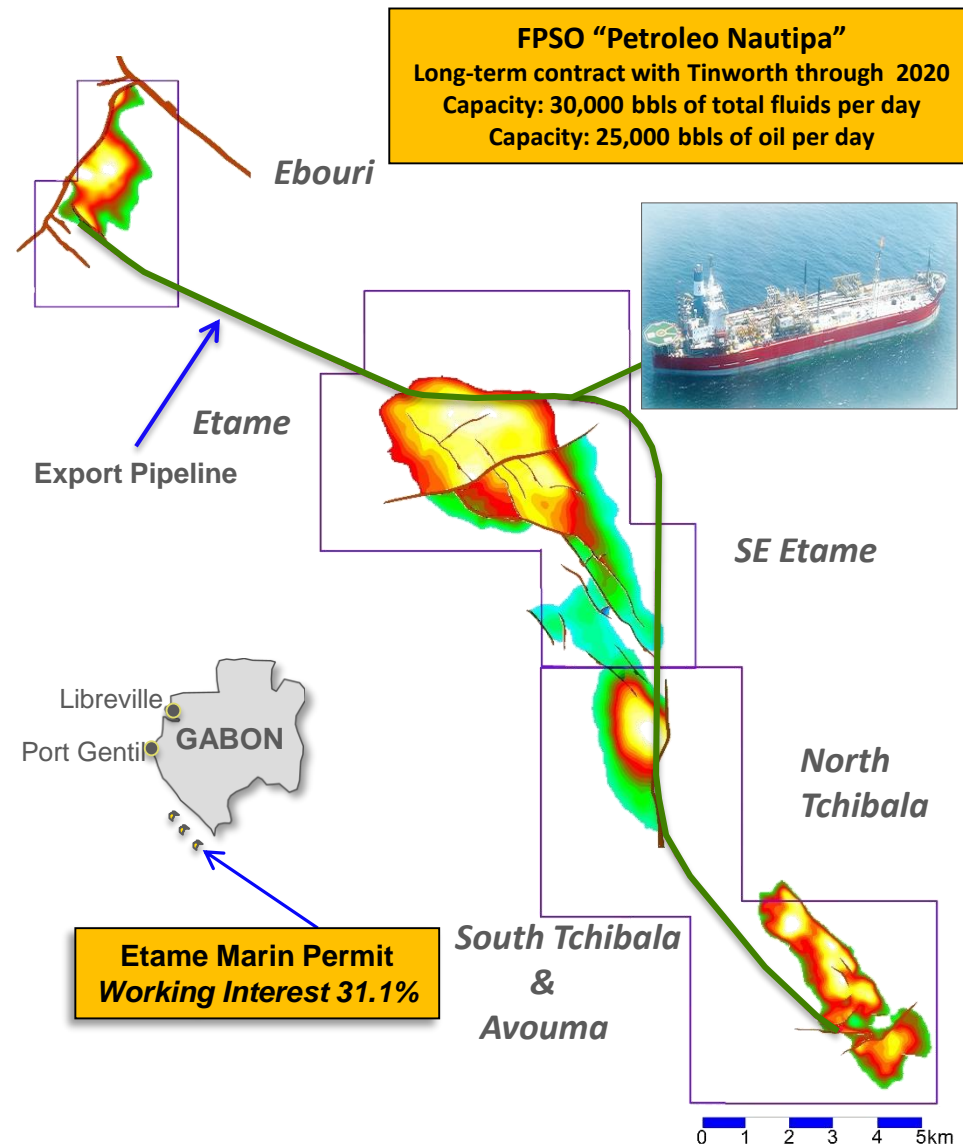 FPSO “Petroleo Nautipa”
Long-term contract with Tinworth through 2020
Capacity: 30,000 bbls of total fluids per day
Capacity: 25,000 bbls of oil per day
Ebouri
Etame
Export Pipeline
SE Etame
Libreville
Port Gentil
GABON
North
Tchibala
Etame Marin Permit
Working Interest 31.1%
South Tchibala
&
Avouma
0 1 2 3 4 5km